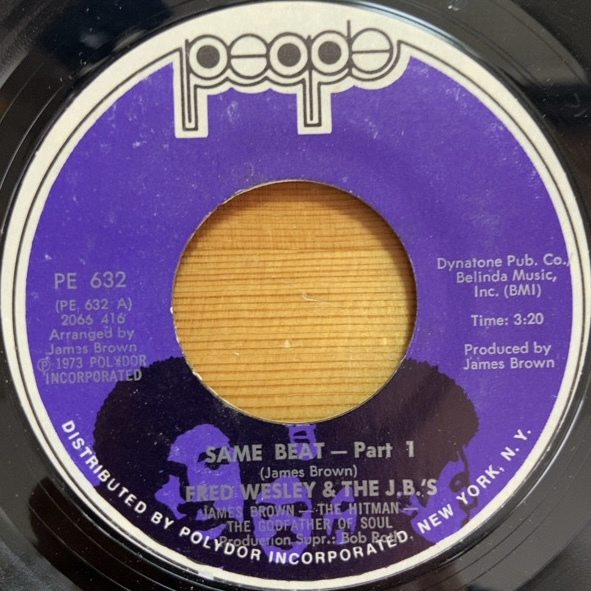 people
PE 632
(PE 632 A)
2066 416
Arranged by
James Brown
Ⓟ 1973 POLYDOR
INCORPORATED
Dynatone Pub. Co./
Belinda Music,
Inc. (BMI)
Time: 3:20
Produced by
James Brown
SAME BEAT — Part 1
(James Brown)
FRED WESLEY & THE J.B.'S
JAMES BROWN — THE HITMAN —
THE GODFATHER OF SOUL
Production Supr.: Bob Both
DISTRIBUTED BY POLYDOR INCORPORATED, NEW YORK, N. Y.